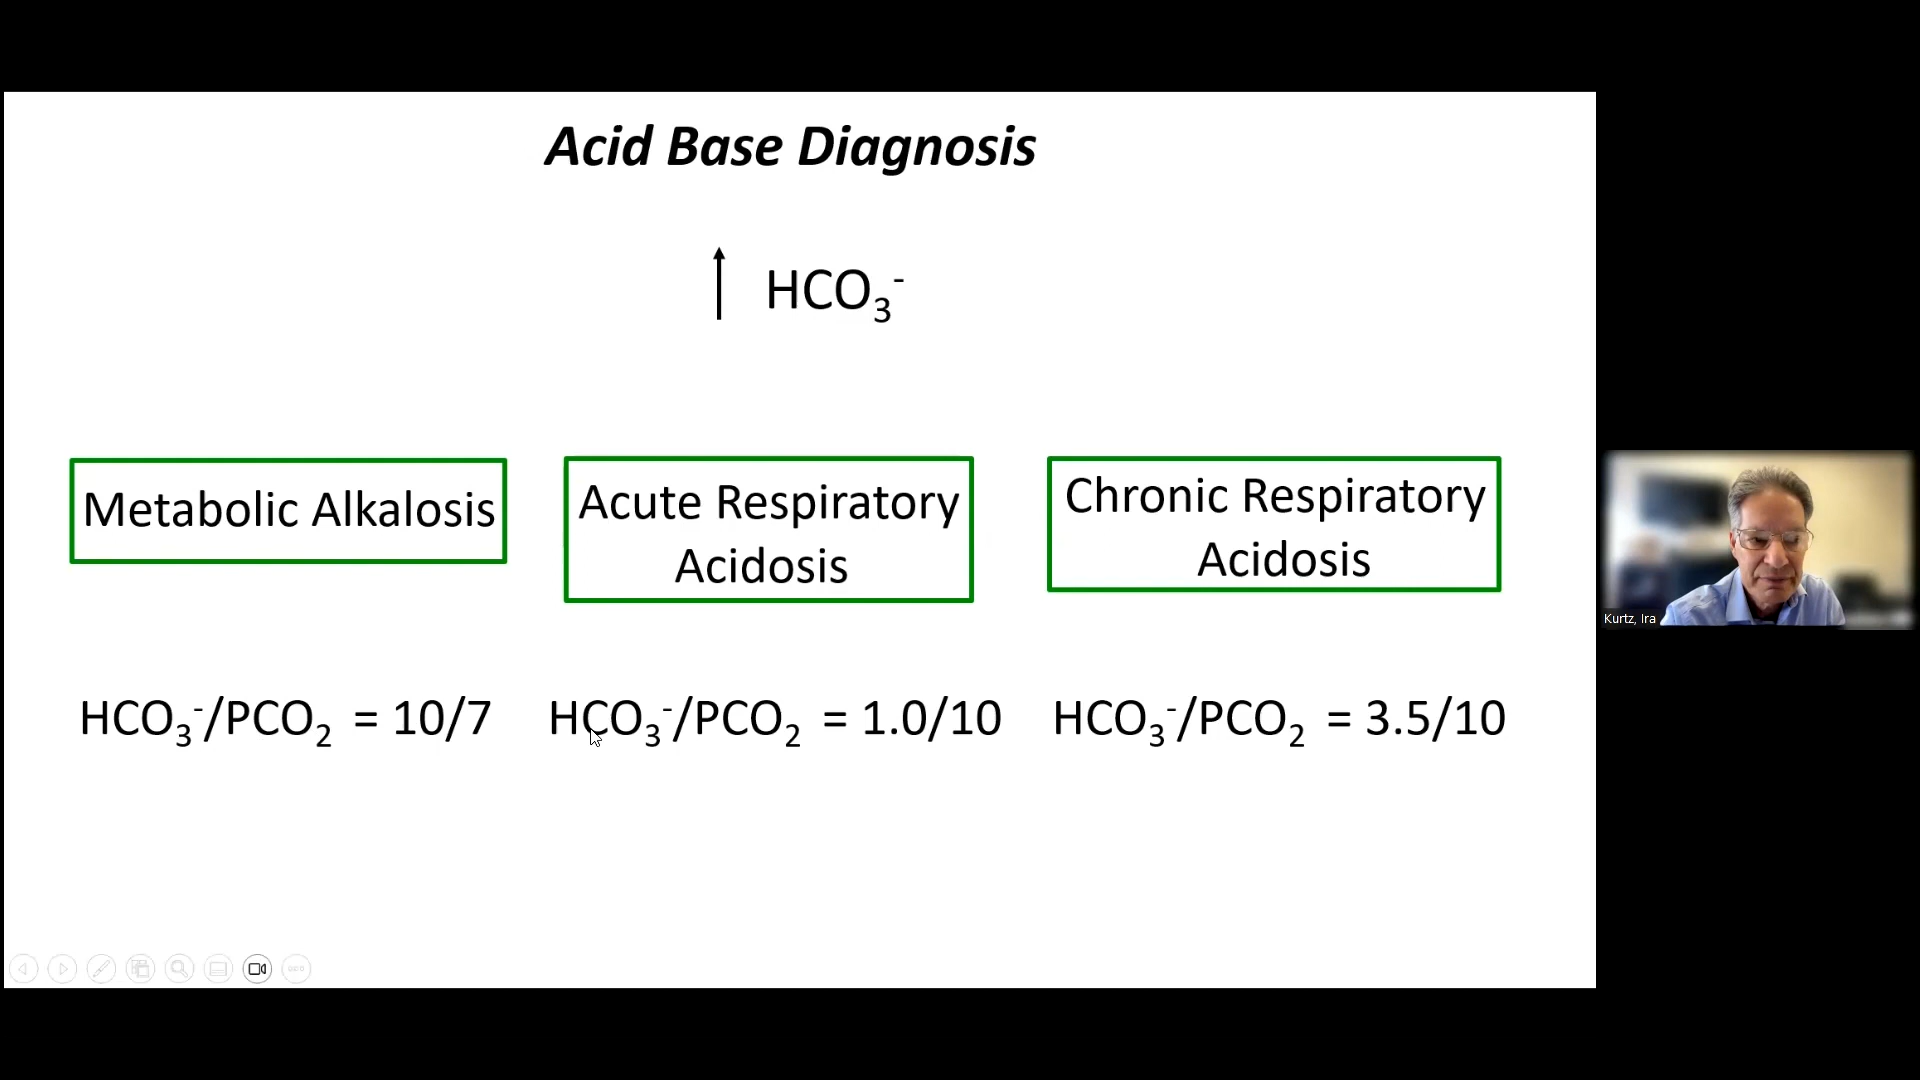 Acid Base Diagnosis
HCO₃⁻
Metabolic Alkalosis
Acute Respiratory
Acidosis
Chronic Respiratory
Acidosis
HCO₃⁻/PCO₂ = 10/7
HCO₃⁻/PCO₂ = 1.0/10
HCO₃⁻/PCO₂ = 3.5/10
Kurtz, Ira